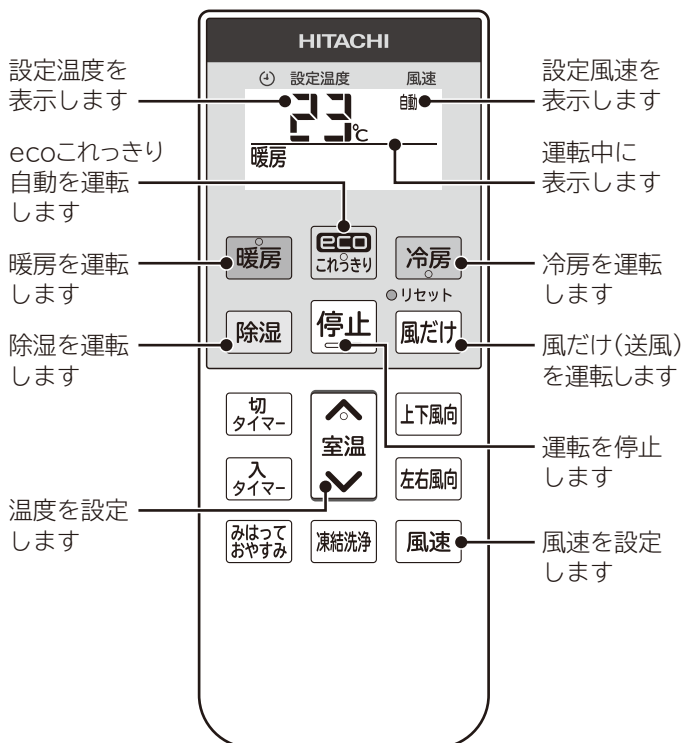 HITACHI
設定温度 風速
23℃ 自動
暖房
設定温度を
表示します
ecoこれっきり
自動を運転
します
暖房を運転
します
除湿を運転
します
温度を設定
します
設定風速を
表示します
運転中に
表示します
冷房を運転
します
風だけ(送風)
を運転します
運転を停止
します
風速を設定
します
暖房
eco
これっきり
冷房
リセット
除湿
停止
風だけ
切
タイマー
室温
上下風向
入
タイマー
左右風向
みはって
おやすみ
凍結洗浄
風速